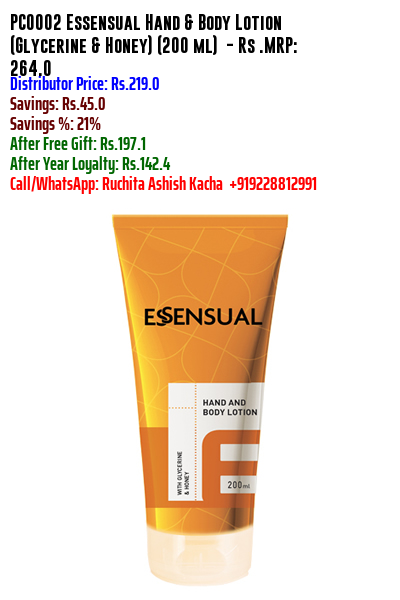 PC0002 Essensual Hand & Body Lotion
(Glycerine & Honey) (200 ml) - Rs .MRP:
264,0
Distributor Price: Rs.219.0
Savings: Rs.45.0
Savings %: 21%
After Free Gift: Rs.197.1
After Year Loyalty: Rs.142.4
Call/WhatsApp: Ruchita Ashish Kacha +919228812991
ESSENSUAL
HAND AND
BODY LOTION
WITH GLYCERINE
& HONEY
200ml